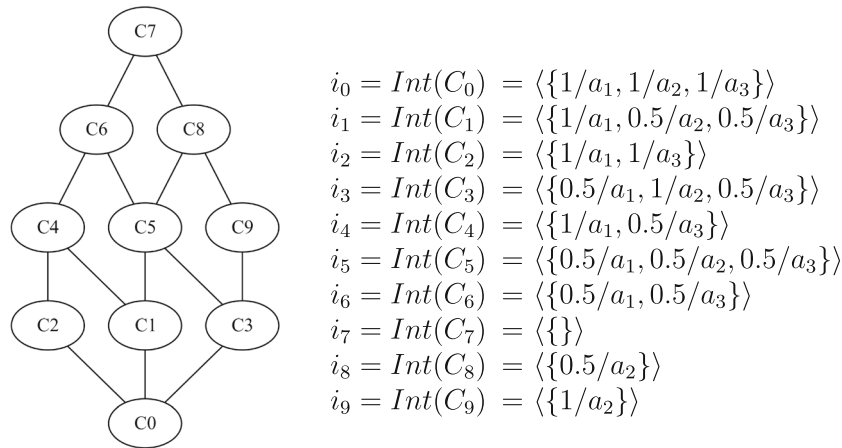 C7
C6 C8
C4 C5 C9
C2 C1 C3
C0
i₀ = Int(C₀) = ⟨{1/a₁, 1/a₂, 1/a₃}⟩
i₁ = Int(C₁) = ⟨{1/a₁, 0.5/a₂, 0.5/a₃}⟩
i₂ = Int(C₂) = ⟨{1/a₁, 1/a₃}⟩
i₃ = Int(C₃) = ⟨{0.5/a₁, 1/a₂, 0.5/a₃}⟩
i₄ = Int(C₄) = ⟨{1/a₁, 0.5/a₃}⟩
i₅ = Int(C₅) = ⟨{0.5/a₁, 0.5/a₂, 0.5/a₃}⟩
i₆ = Int(C₆) = ⟨{0.5/a₁, 0.5/a₃}⟩
i₇ = Int(C₇) = ⟨{}⟩
i₈ = Int(C₈) = ⟨{0.5/a₂}⟩
i₉ = Int(C₉) = ⟨{1/a₂}⟩